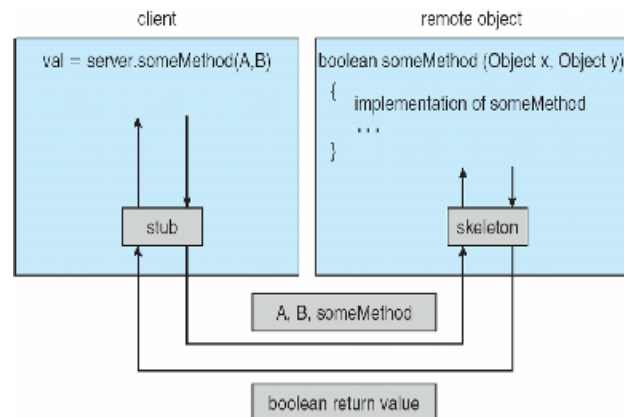 client
remote object
val = server.someMethod(A,B)
boolean someMethod (Object x, Object y)
{
implementation of someMethod
...
}
stub
skeleton
A, B, someMethod
boolean return value